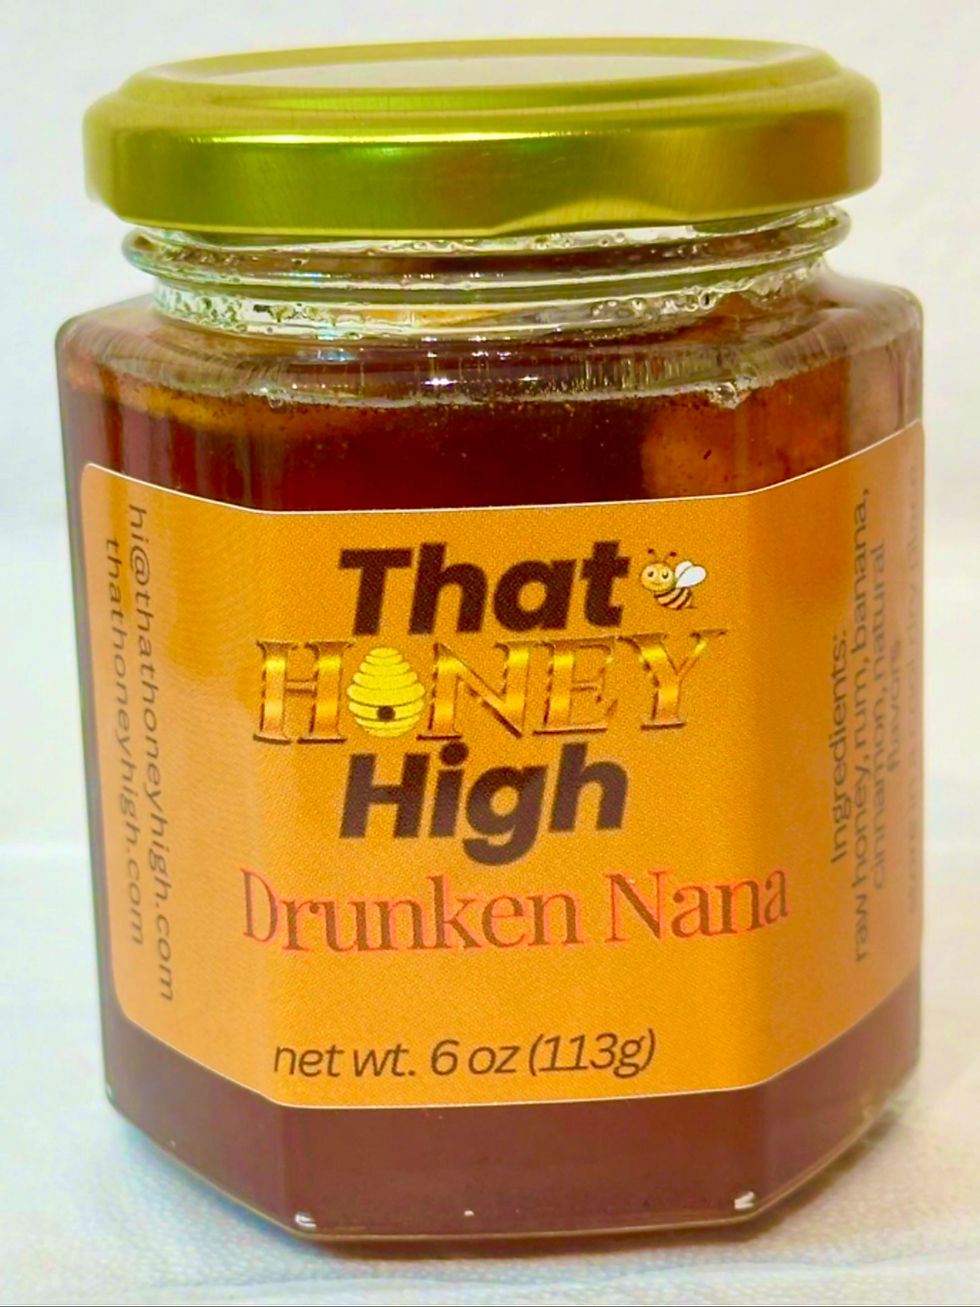 That
HONEY
High
Drunken Nana
net wt. 6 oz (113g)
hi@thathoneyhigh.com
thathoneyhigh.com
Ingredients:
raw honey, rum, banana,
cinnamon, natural
flavors